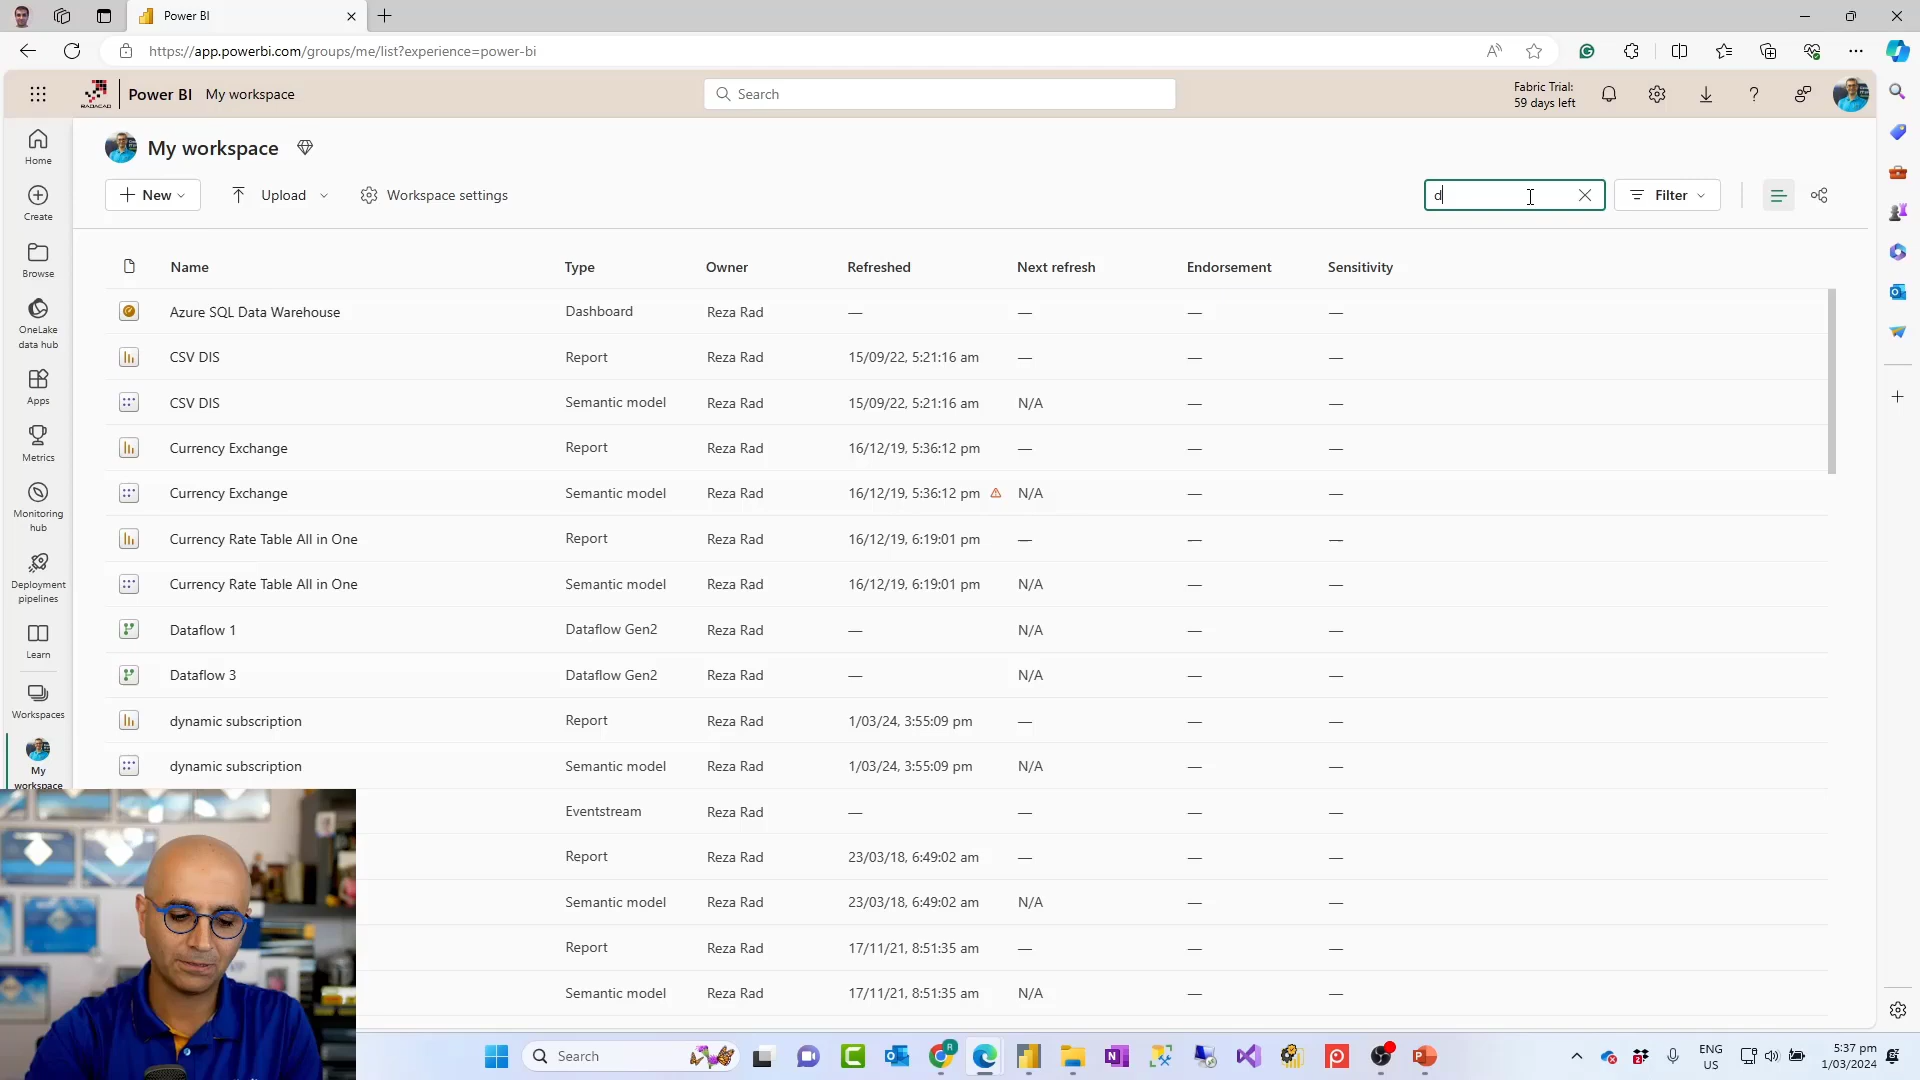 Power BI
https://app.powerbi.com/groups/me/list?experience=power-bi
RADACAD
Power BI
My workspace
Search
Fabric Trial:
59 days left
My workspace
New
Upload
Workspace settings
d
Filter
Home
Create
Browse
OneLake
data hub
Apps
Metrics
Monitoring
hub
Deployment
pipelines
Learn
Workspaces
My
workspace
Name Type Owner Refreshed Next refresh Endorsement Sensitivity
Azure SQL Data Warehouse Dashboard Reza Rad — — — —
CSV DIS Report Reza Rad 15/09/22, 5:21:16 am — — —
CSV DIS Semantic model Reza Rad 15/09/22, 5:21:16 am N/A — —
Currency Exchange Report Reza Rad 16/12/19, 5:36:12 pm — — —
Currency Exchange Semantic model Reza Rad 16/12/19, 5:36:12 pm N/A — —
Currency Rate Table All in One Report Reza Rad 16/12/19, 6:19:01 pm — — —
Currency Rate Table All in One Semantic model Reza Rad 16/12/19, 6:19:01 pm N/A — —
Dataflow 1 Dataflow Gen2 Reza Rad — N/A — —
Dataflow 3 Dataflow Gen2 Reza Rad — N/A — —
dynamic subscription Report Reza Rad 1/03/24, 3:55:09 pm — — —
dynamic subscription Semantic model Reza Rad 1/03/24, 3:55:09 pm N/A — —
Eventstream Reza Rad — — — —
Report Reza Rad 23/03/18, 6:49:02 am — — —
Semantic model Reza Rad 23/03/18, 6:49:02 am N/A — —
Report Reza Rad 17/11/21, 8:51:35 am — — —
Semantic model Reza Rad 17/11/21, 8:51:35 am N/A — —
Search
ENG
US
5:37 pm
1/03/2024